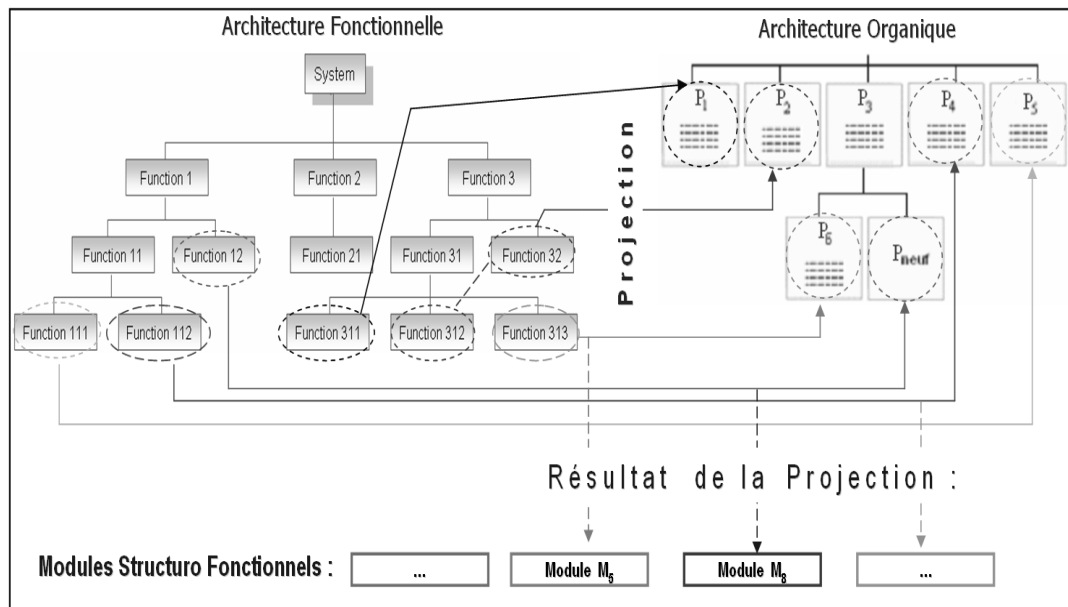 Architecture Fonctionnelle
Architecture Organique
System
P1
P2
P3
P4
P5
Function 1
Function 2
Function 3
Projection
Function 11
Function 12
Function 21
Function 31
Function 32
P6
Pneuf
Function 111
Function 112
Function 311
Function 312
Function 313
Résultat de la Projection :
Modules Structuro Fonctionnels :
...
Module M5
Module M8
...